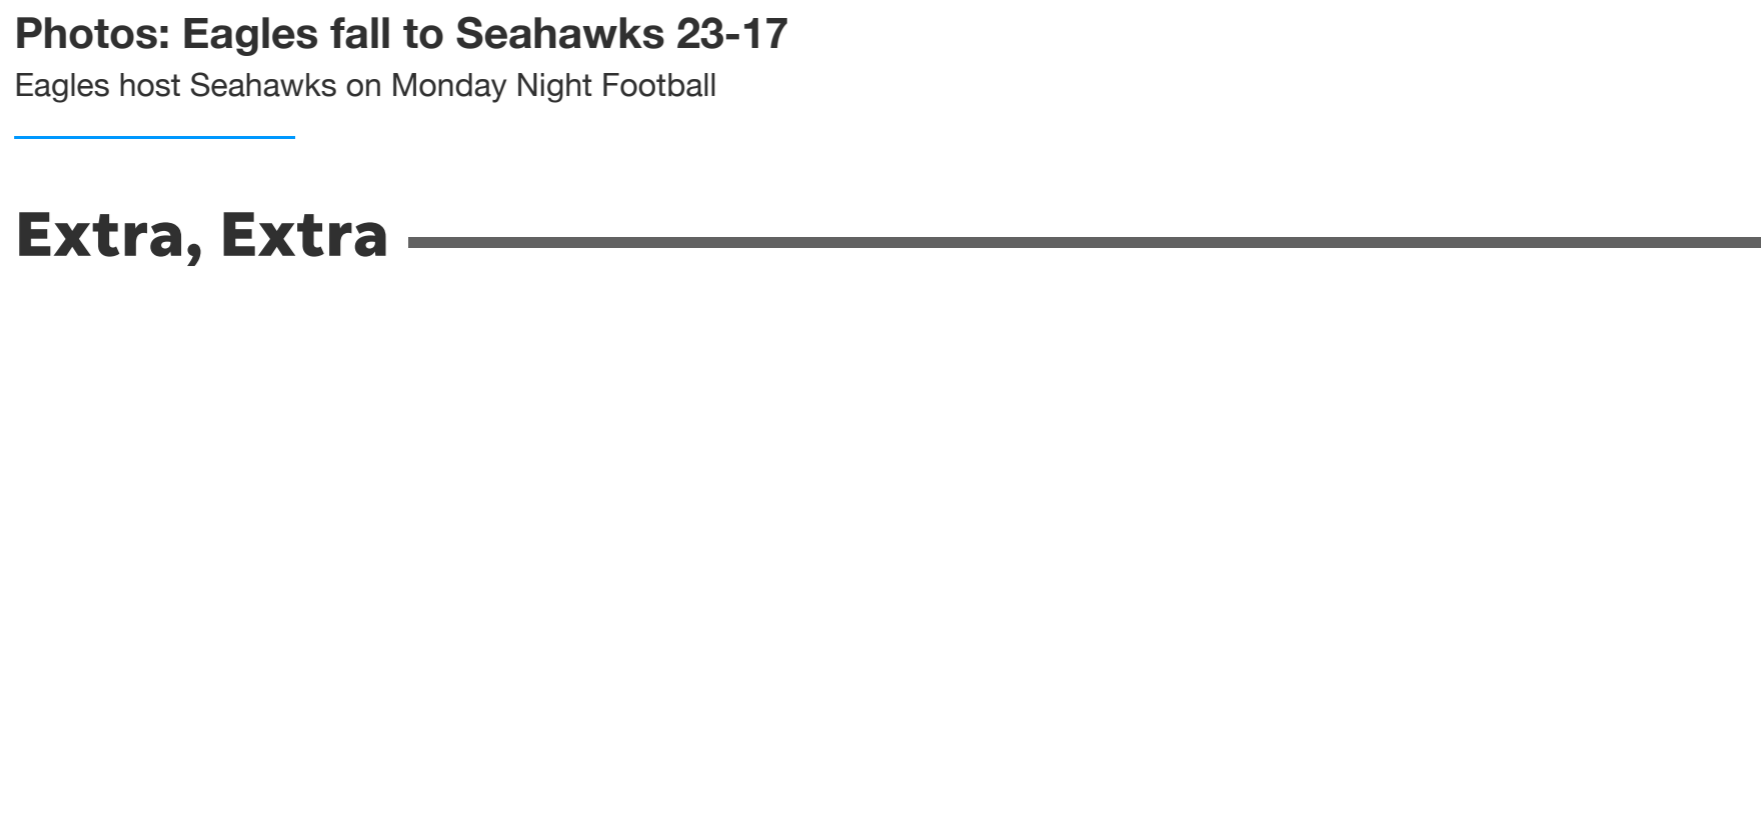 Photos: Eagles fall to Seahawks 23-17
Eagles host Seahawks on Monday Night Football
Extra, Extra